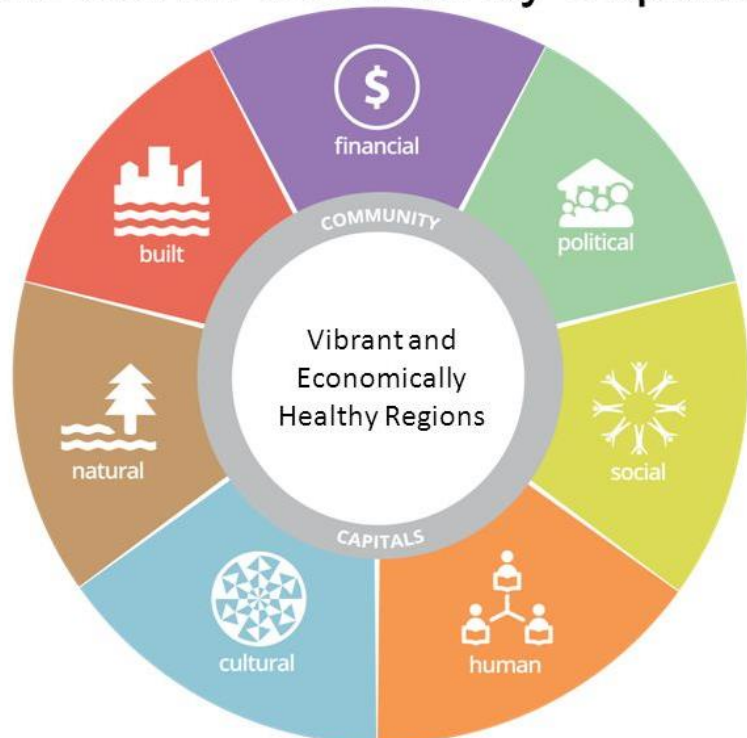 financial
political
social
human
cultural
natural
built
COMMUNITY
Vibrant and
Economically
Healthy Regions
CAPITALS
$